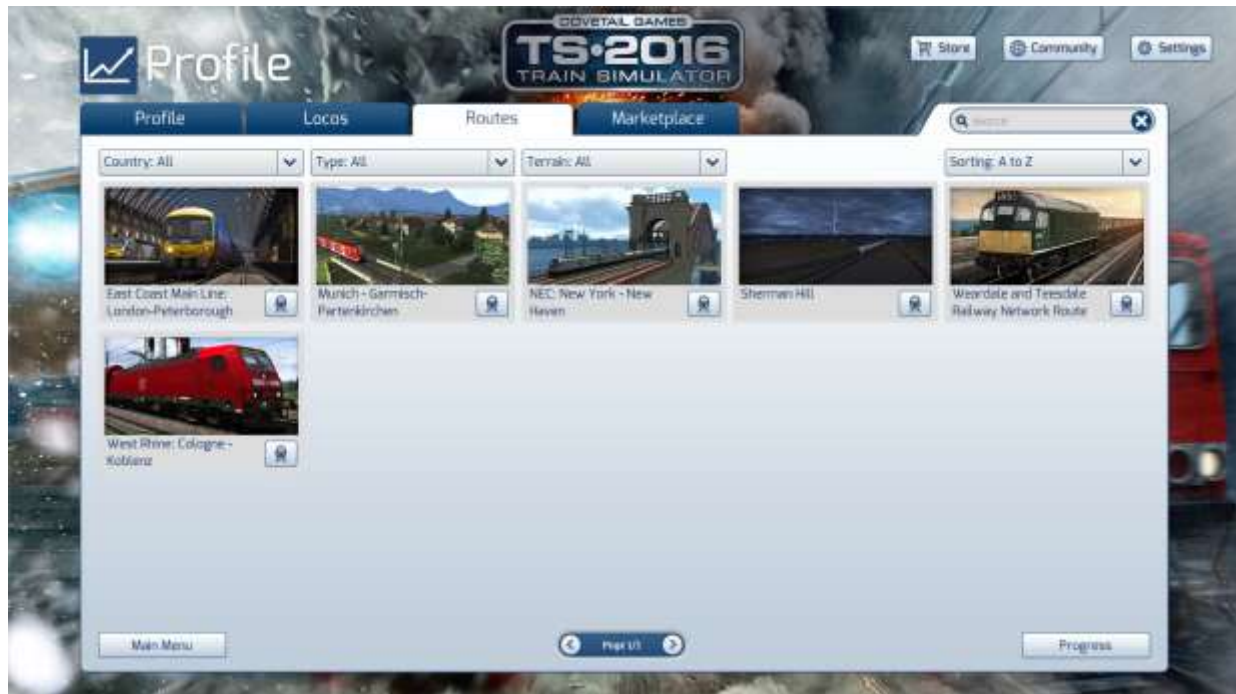 Profile
DOVETAIL GAMES
TS•2016
TRAIN SIMULATOR
Store
Community
Settings
Profile
Locos
Routes
Marketplace
Country: All
Type: All
Terrain: All
Sorting: A to Z
East Coast Main Line:
London-Peterborough
Munich - Garmisch-
Partenkirchen
NEC: New York - New
Haven
Sherman Hill
Weardale and Teesdale
Railway Network Route
West Rhine: Cologne -
Koblenz
Main Menu
Page 1/1
Progress